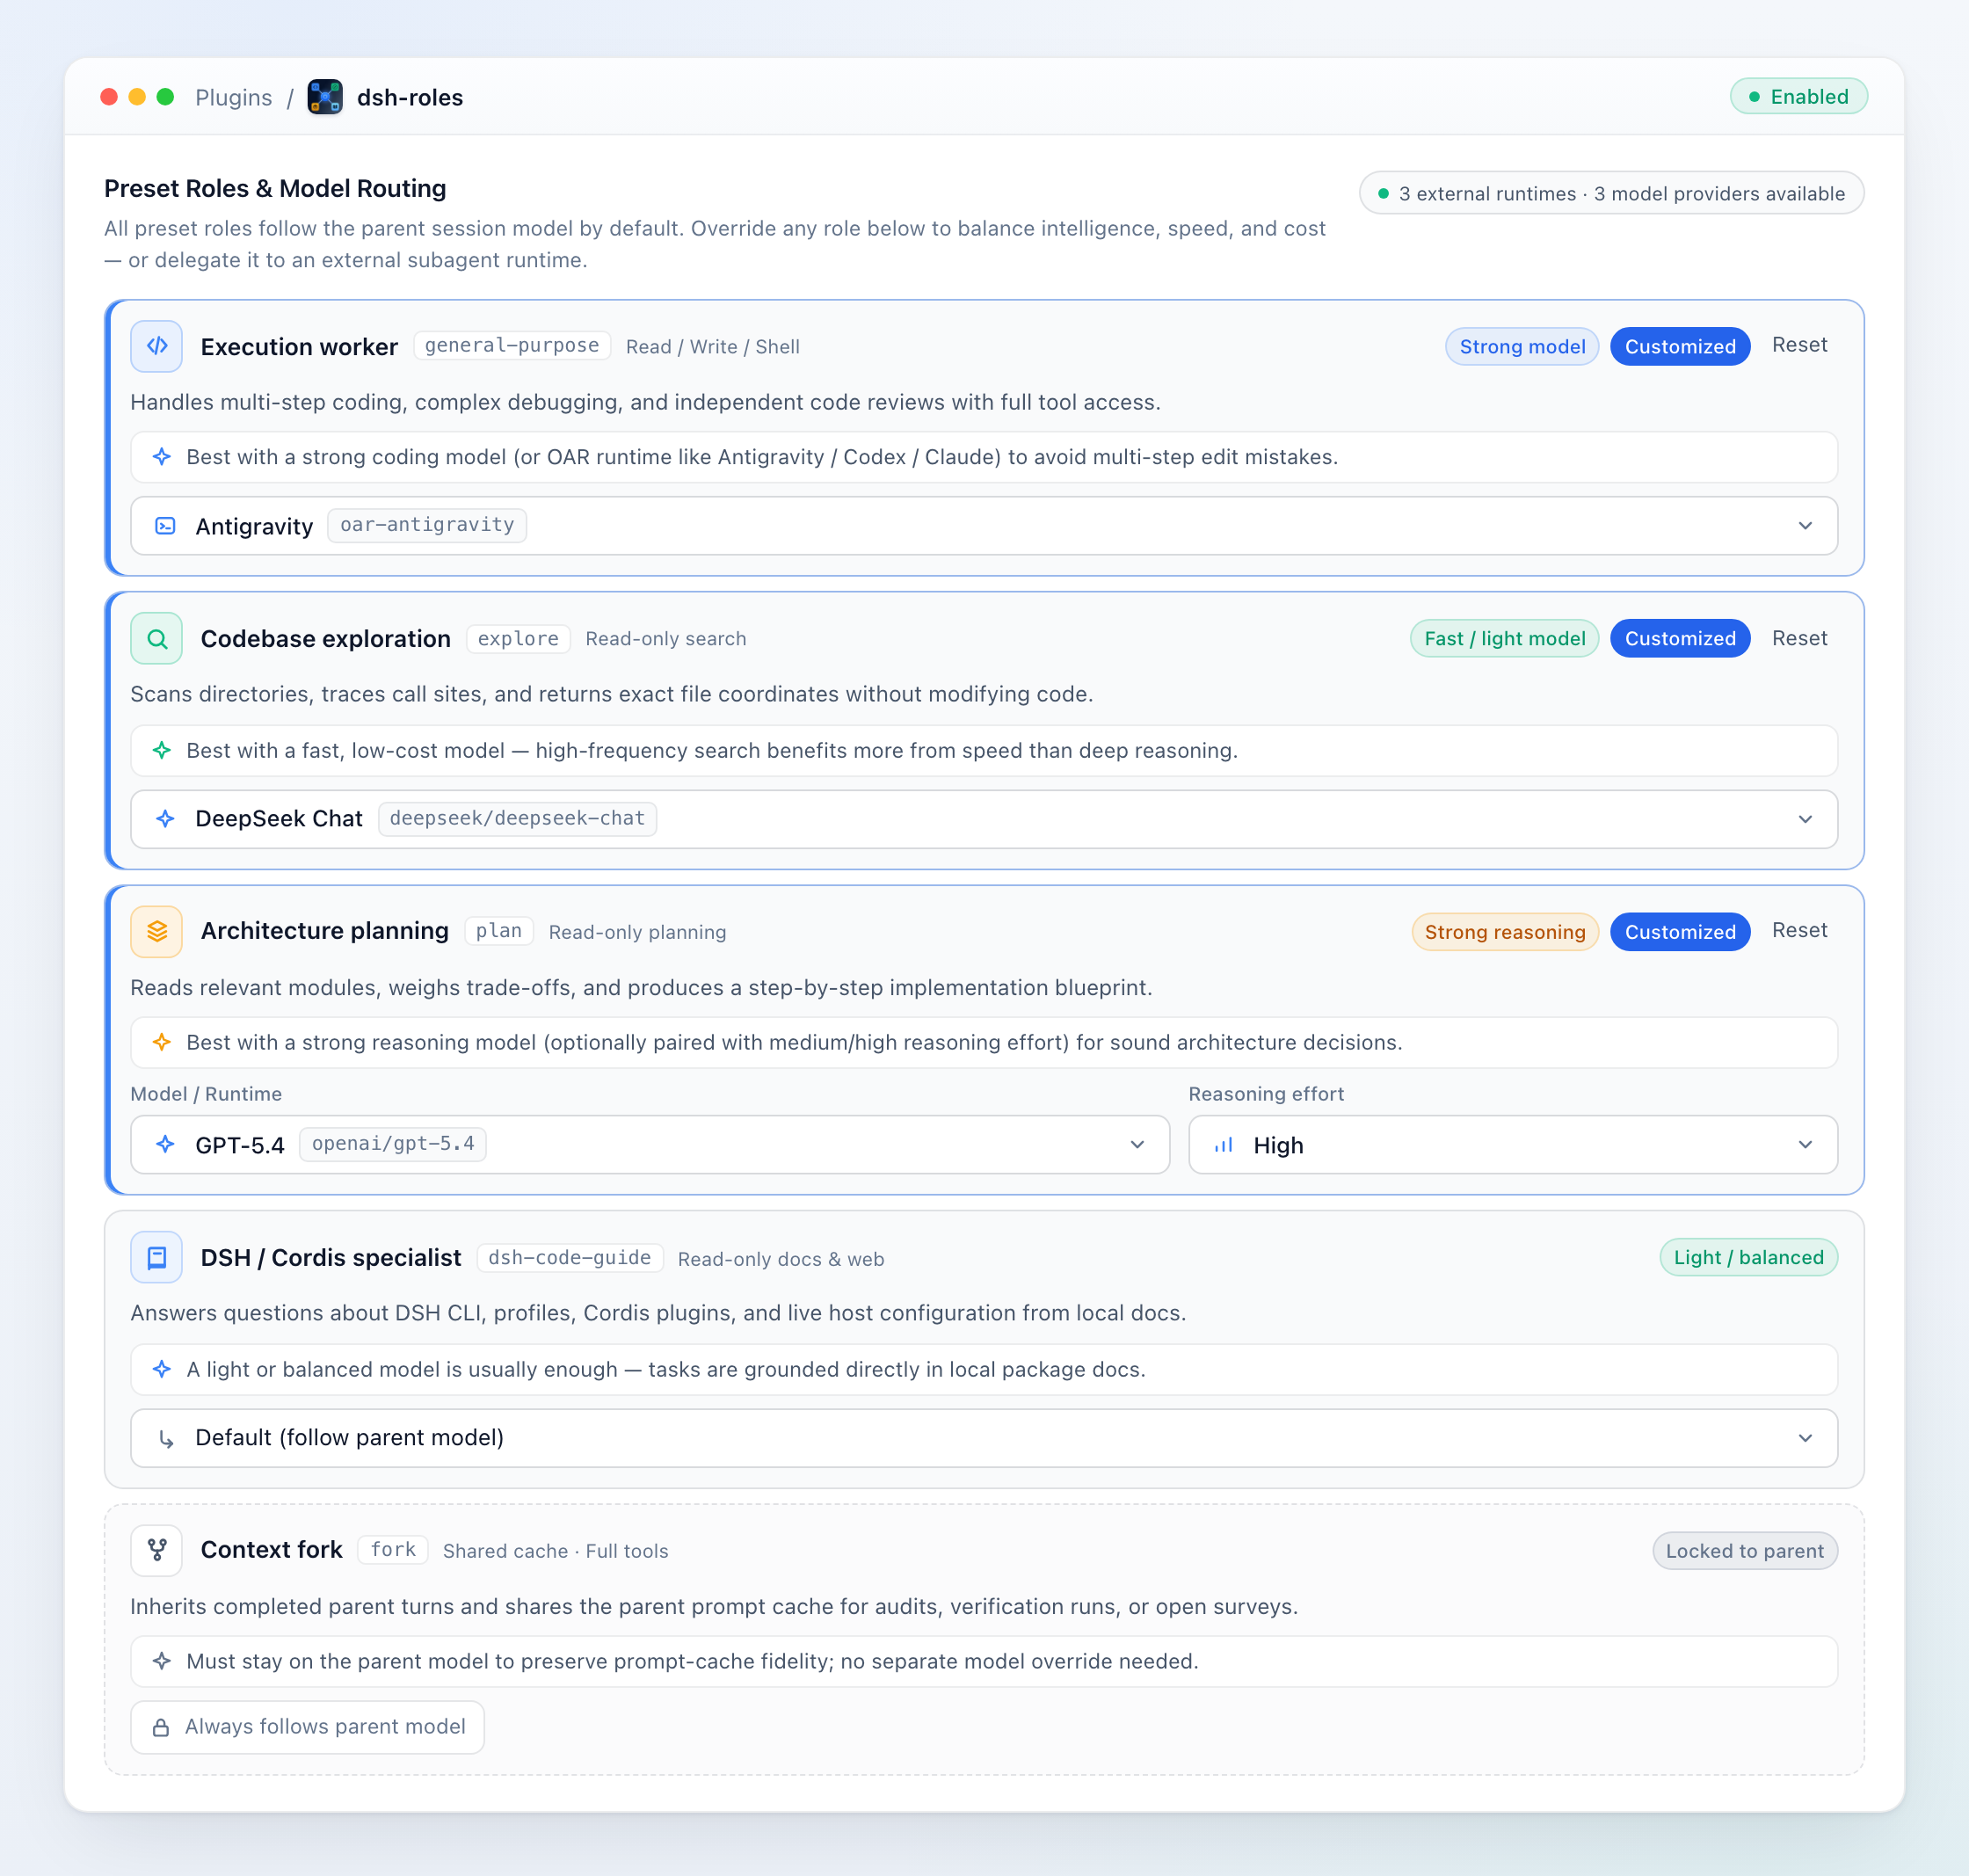 Plugins / dsh-roles
Enabled
Preset Roles & Model Routing
3 external runtimes · 3 model providers available
All preset roles follow the parent session model by default. Override any role below to balance intelligence, speed, and cost
— or delegate it to an external subagent runtime.
Execution worker general-purpose Read / Write / Shell Strong model Customized Reset
Handles multi-step coding, complex debugging, and independent code reviews with full tool access.
Best with a strong coding model (or OAR runtime like Antigravity / Codex / Claude) to avoid multi-step edit mistakes.
Antigravity oar-antigravity
Codebase exploration explore Read-only search Fast / light model Customized Reset
Scans directories, traces call sites, and returns exact file coordinates without modifying code.
Best with a fast, low-cost model — high-frequency search benefits more from speed than deep reasoning.
DeepSeek Chat deepseek/deepseek-chat
Architecture planning plan Read-only planning Strong reasoning Customized Reset
Reads relevant modules, weighs trade-offs, and produces a step-by-step implementation blueprint.
Best with a strong reasoning model (optionally paired with medium/high reasoning effort) for sound architecture decisions.
Model / Runtime Reasoning effort
GPT-5.4 openai/gpt-5.4 High
DSH / Cordis specialist dsh-code-guide Read-only docs & web Light / balanced
Answers questions about DSH CLI, profiles, Cordis plugins, and live host configuration from local docs.
A light or balanced model is usually enough — tasks are grounded directly in local package docs.
Default (follow parent model)
Context fork fork Shared cache · Full tools Locked to parent
Inherits completed parent turns and shares the parent prompt cache for audits, verification runs, or open surveys.
Must stay on the parent model to preserve prompt-cache fidelity; no separate model override needed.
Always follows parent model